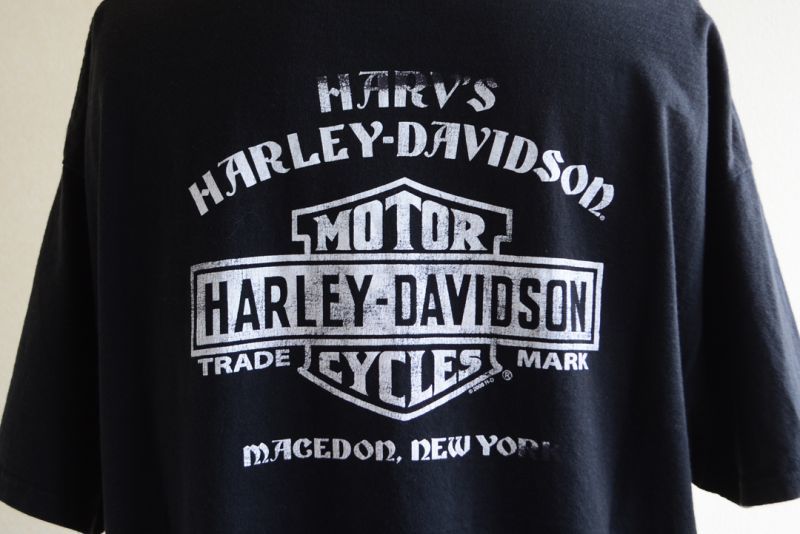 HARV'S
HARLEY-DAVIDSON®
MOTOR
HARLEY-DAVIDSON
TRADE MARK
CYCLES ®
MACEDON, NEW YORK